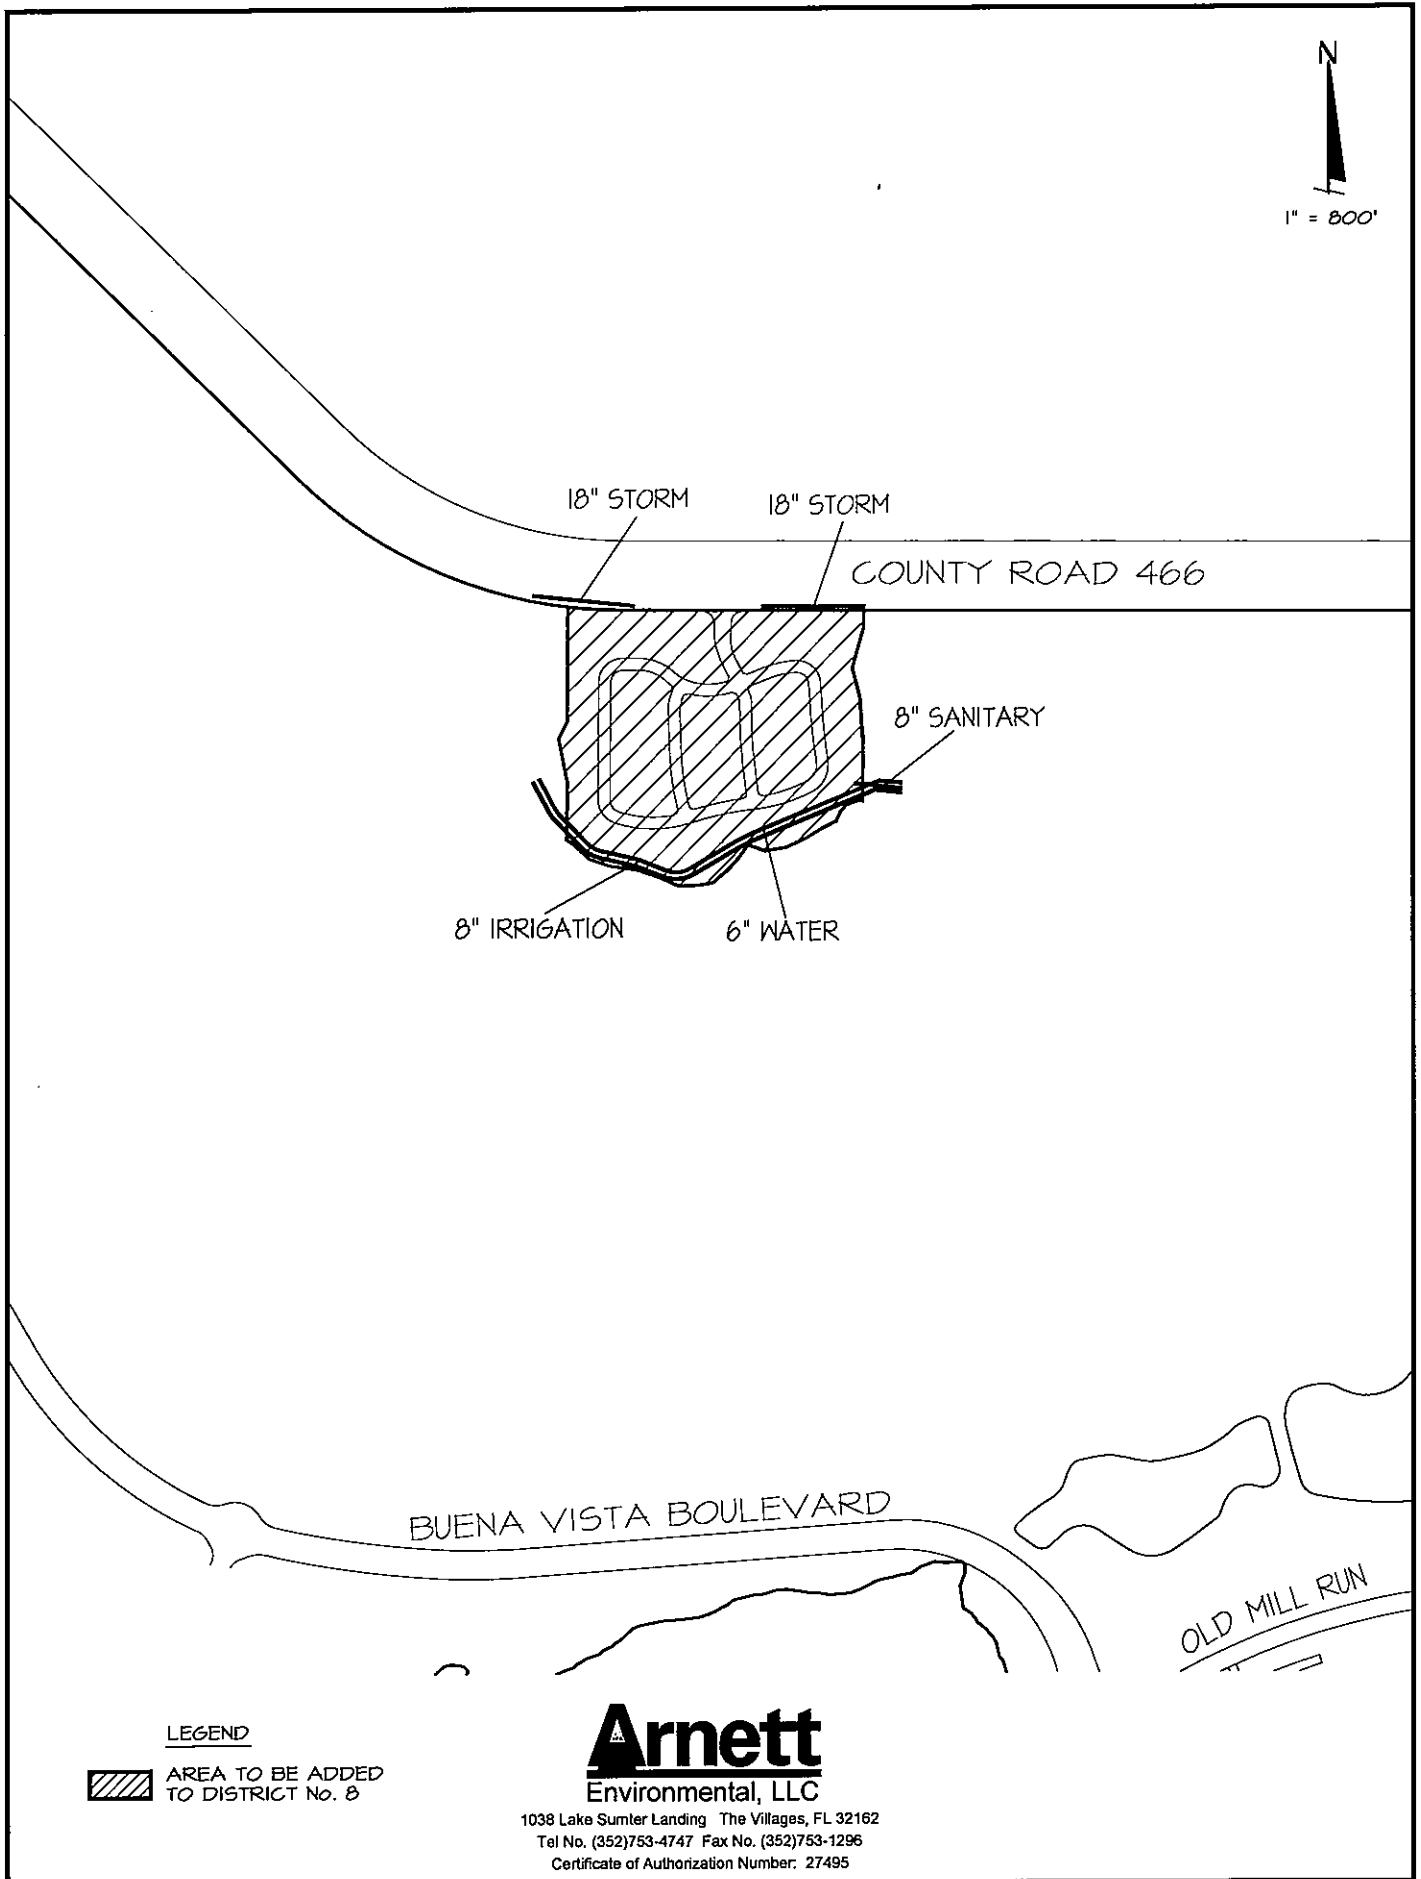 N
1" = 800'
18" STORM
18" STORM
COUNTY ROAD 466
8" SANITARY
8" IRRIGATION
6" WATER
BUENA VISTA BOULEVARD
OLD MILL RUN
LEGEND
AREA TO BE ADDED
TO DISTRICT No. 8
Arnett
Environmental, LLC
1038 Lake Sumter Landing The Villages, FL 32162
Tel No. (352)753-4747 Fax No. (352)753-1296
Certificate of Authorization Number: 27495